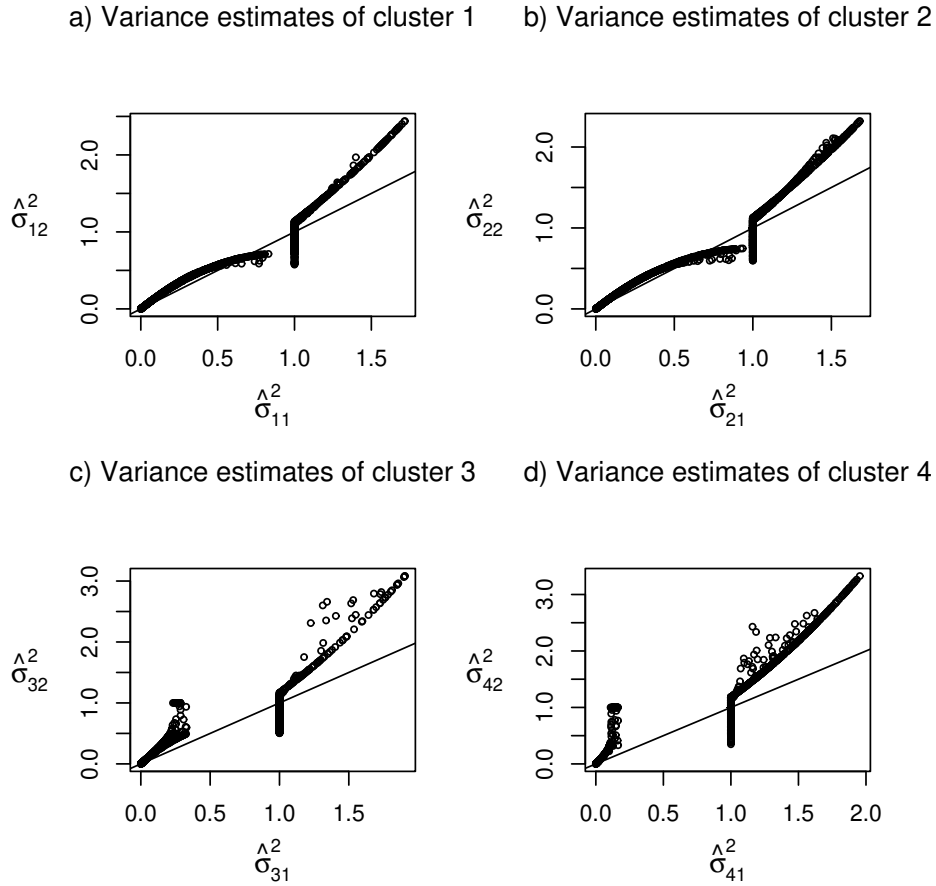 a) Variance estimates of cluster 1
b) Variance estimates of cluster 2
2.0
1.0
0.0
σ̂²₁₂
0.0 0.5 1.0 1.5
σ̂²₁₁
2.0
1.0
0.0
σ̂²₂₂
0.0 0.5 1.0 1.5
σ̂²₂₁
c) Variance estimates of cluster 3
d) Variance estimates of cluster 4
3.0
2.0
1.0
0.0
σ̂²₃₂
0.0 0.5 1.0 1.5
σ̂²₃₁
3.0
2.0
1.0
0.0
σ̂²₄₂
0.0 0.5 1.0 1.5 2.0
σ̂²₄₁